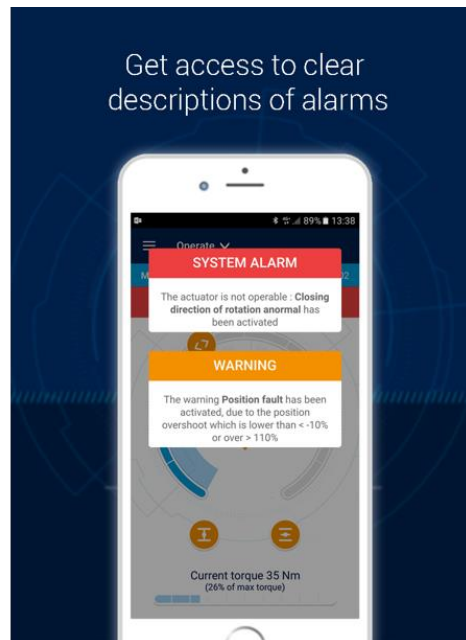 Get access to clear
descriptions of alarms
89% 13:38
Operate
SYSTEM ALARM
The actuator is not operable : Closing
direction of rotation anormal has
been activated
WARNING
The warning Position fault has been
activated, due to the position
overshoot which is lower than < -10%
or over > 110%
Current torque 35 Nm
(26% of max torque)